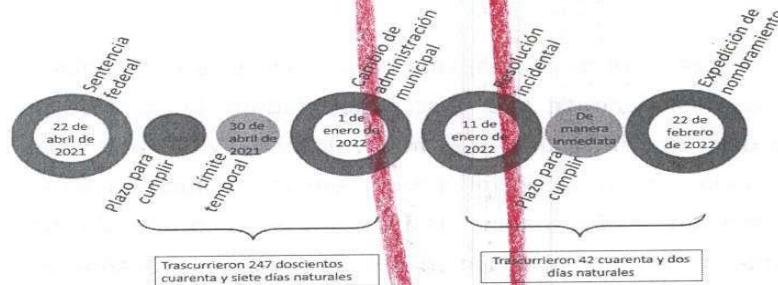 Sentencia
federal
22 de
abril de
2021
Plazo para
cumplir
30 de
abril de
2021
Límite
temporal
Cambio de
administración
municipal
1 de
enero de
2022
Resolución
incidental
11 de
enero de
2022
De
manera
inmediata
Plazo para
cumplir
Expedición de
nombramiento
22 de
febrero
de 2022
Trascurrieron 247 doscientos
cuarenta y siete días naturales
Trascurrieron 42 cuarenta y dos
días naturales